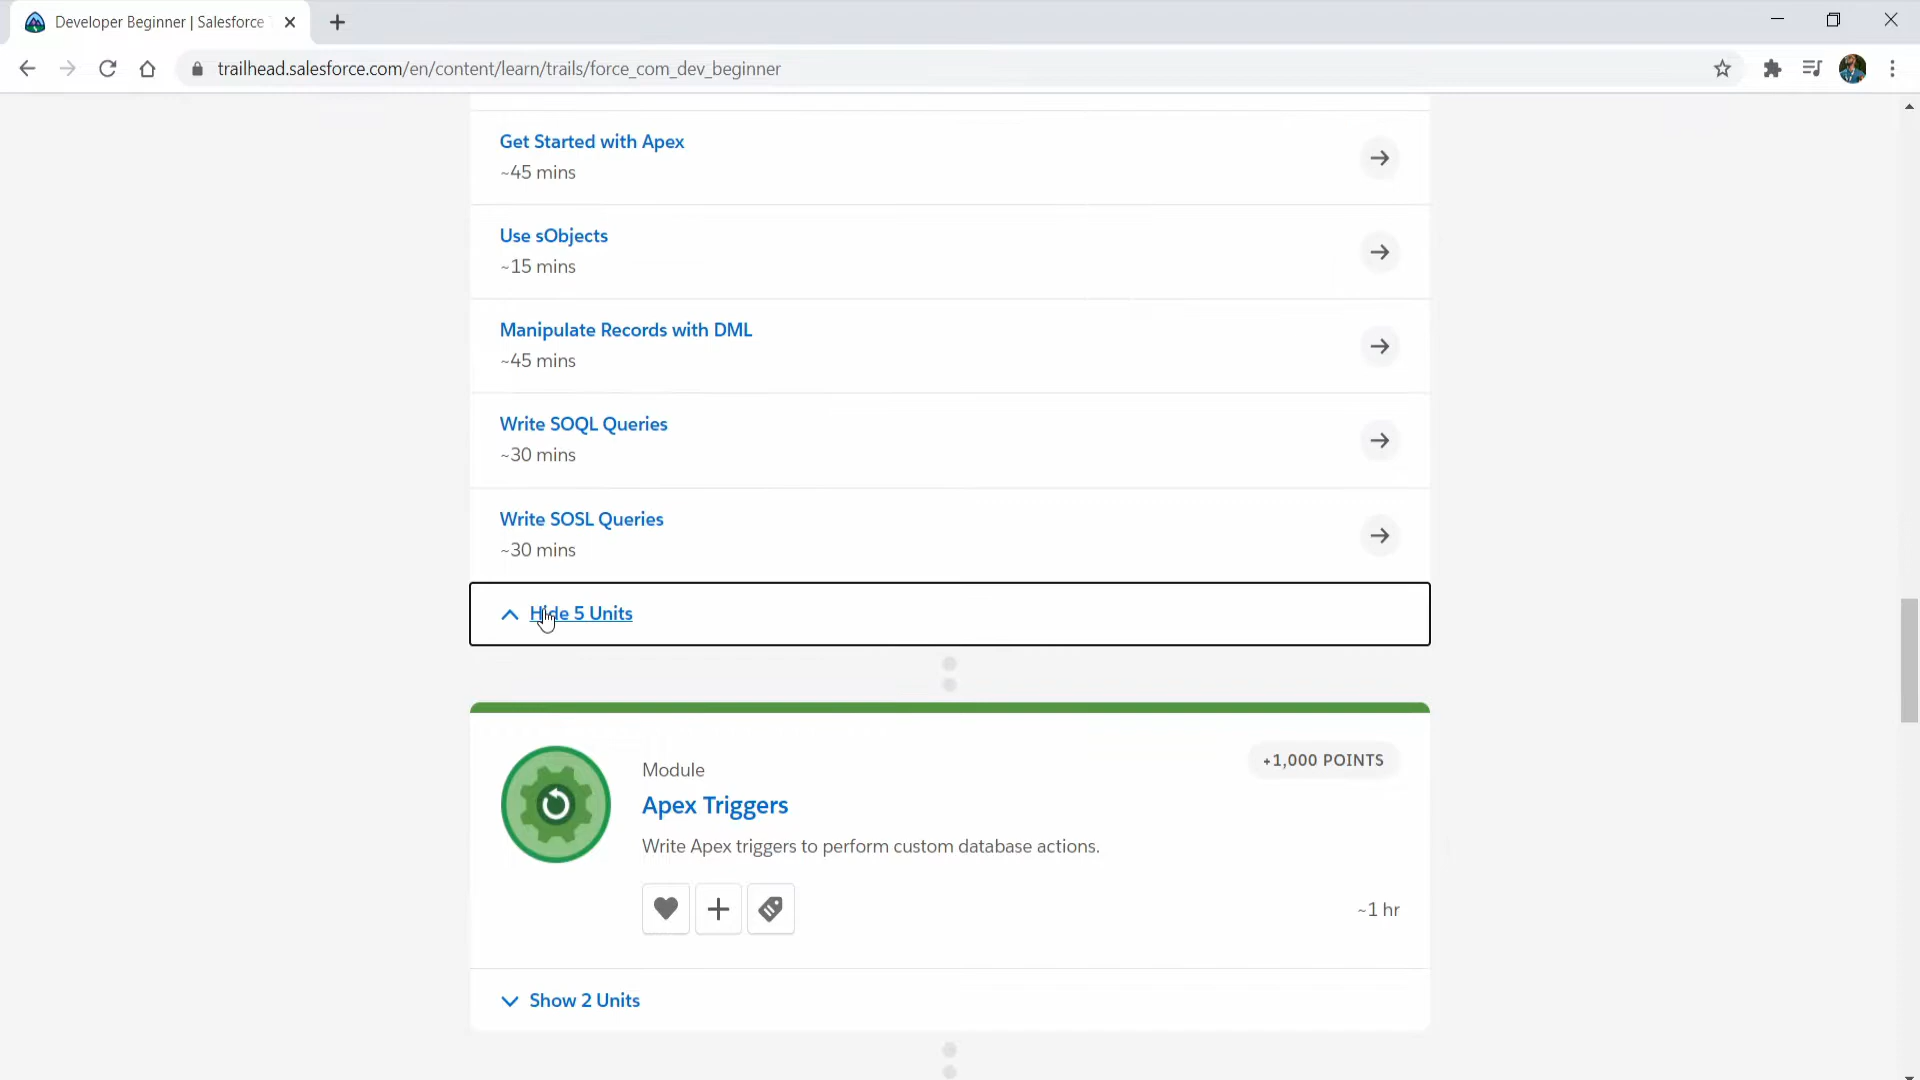 Developer Beginner | Salesforce T
trailhead.salesforce.com/en/content/learn/trails/force_com_dev_beginner
Get Started with Apex
~45 mins
Use sObjects
~15 mins
Manipulate Records with DML
~45 mins
Write SOQL Queries
~30 mins
Write SOSL Queries
~30 mins
Hide 5 Units
+1,000 POINTS
Module
Apex Triggers
Write Apex triggers to perform custom database actions.
~1 hr
Show 2 Units